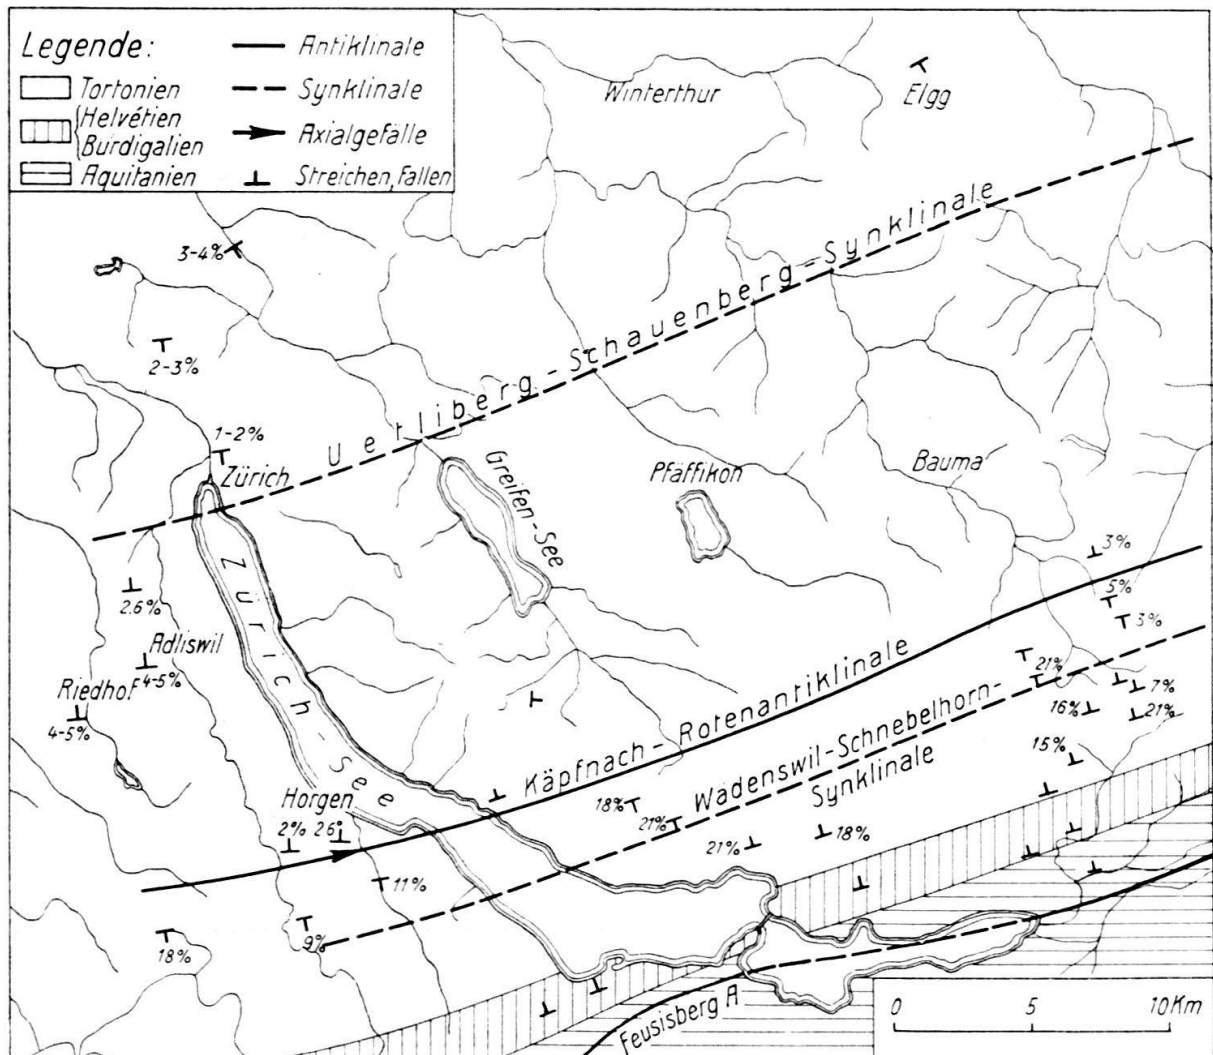 Legende:
Tortonien
Helvétien
Burdigalien
Aquitanien
Antiklinale
Synklinale
Axialgefälle
Streichen, Fallen
Winterthur
Elgg
3-4%
2-3%
1-2%
Zürich
Uetliberg-Schauenberg-Synklinale
Greifen-See
Pfäffikon
Bauma
Zürich-See
2.6%
Adliswil
4-5%
Riedhof
4-5%
3%
5%
3%
21%
7%
16%
21%
15%
Käpfnach-Rotenantiklinale
Wädenswil-Schnebelhorn-
Synklinale
Horgen
2%
18%
21%
21%
18%
11%
9%
18%
Feusisberg A
0 5 10 Km